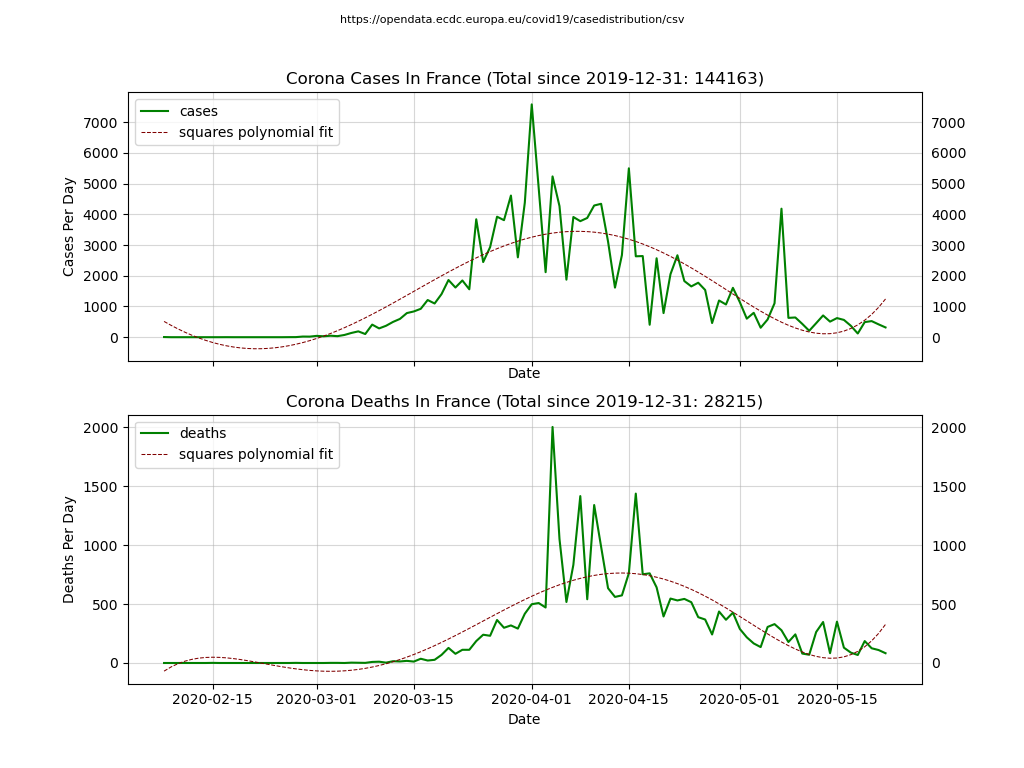 https://opendata.ecdc.europa.eu/covid19/casedistribution/csv
Corona Cases In France (Total since 2019-12-31: 144163)
cases
squares polynomial fit
7000 7000
6000 6000
5000 5000
4000 4000
3000 3000
2000 2000
1000 1000
0 0
Cases Per Day
Date
Corona Deaths In France (Total since 2019-12-31: 28215)
deaths
squares polynomial fit
2000 2000
1500 1500
1000 1000
500 500
0 0
Deaths Per Day
2020-02-15 2020-03-01 2020-03-15 2020-04-01 2020-04-15 2020-05-01 2020-05-15
Date